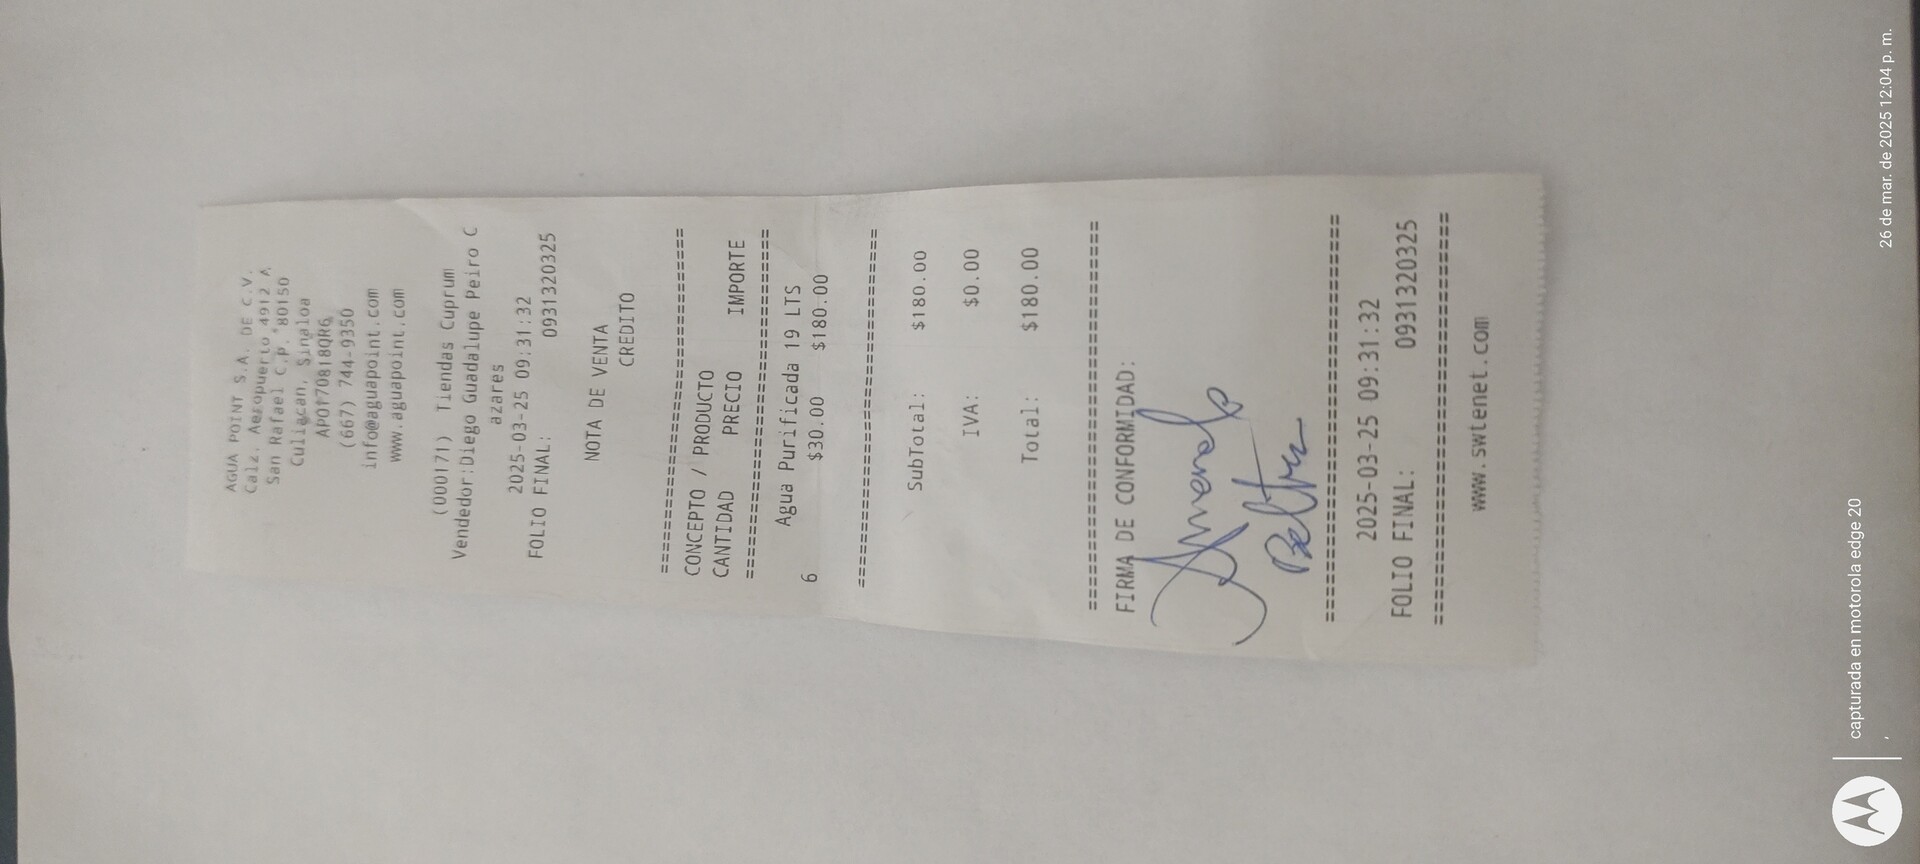 AGUA POINT S.A. DE C.V.
Calz. Aeropuerto 4912 A
San Rafael C.p. 80150
Culiacan, Sinaloa
APO170818QR6
(667) 744-9350
info@aguapoint.com
www.aguapoint.com
(000171) Tiendas Cuprum
Vendedor:Diego Guadalupe Peiro C
azares
2025-03-25 09:31:32
FOLIO FINAL: 0931320325
NOTA DE VENTA
CREDITO
================================
CONCEPTO / PRODUCTO
CANTIDAD PRECIO IMPORTE
================================
Agua Purificada 19 LTS
6 $30.00 $180.00
================================
SubTotal: $180.00
IVA: $0.00
Total: $180.00
================================
FIRMA DE CONFORMIDAD:
Beltran
================================
2025-03-25 09:31:32
FOLIO FINAL: 0931320325
================================
www.swtenet.com
capturada en motorola edge 20
,
26 de mar. de 2025 12:04 p. m.